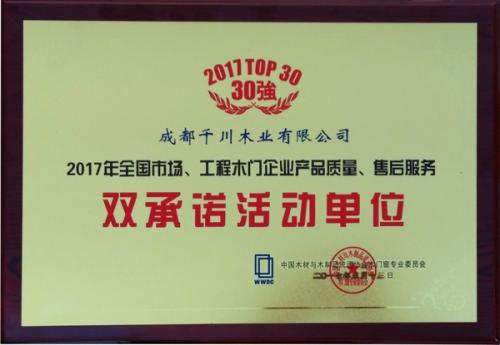 2017 TOP 30
30強
成都千川木业有限公司
2017年全国市场、工程木门企业产品质量、售后服务
双承诺活动单位
WWDC
中国木材与木制品流通协会木门窗专业委员会